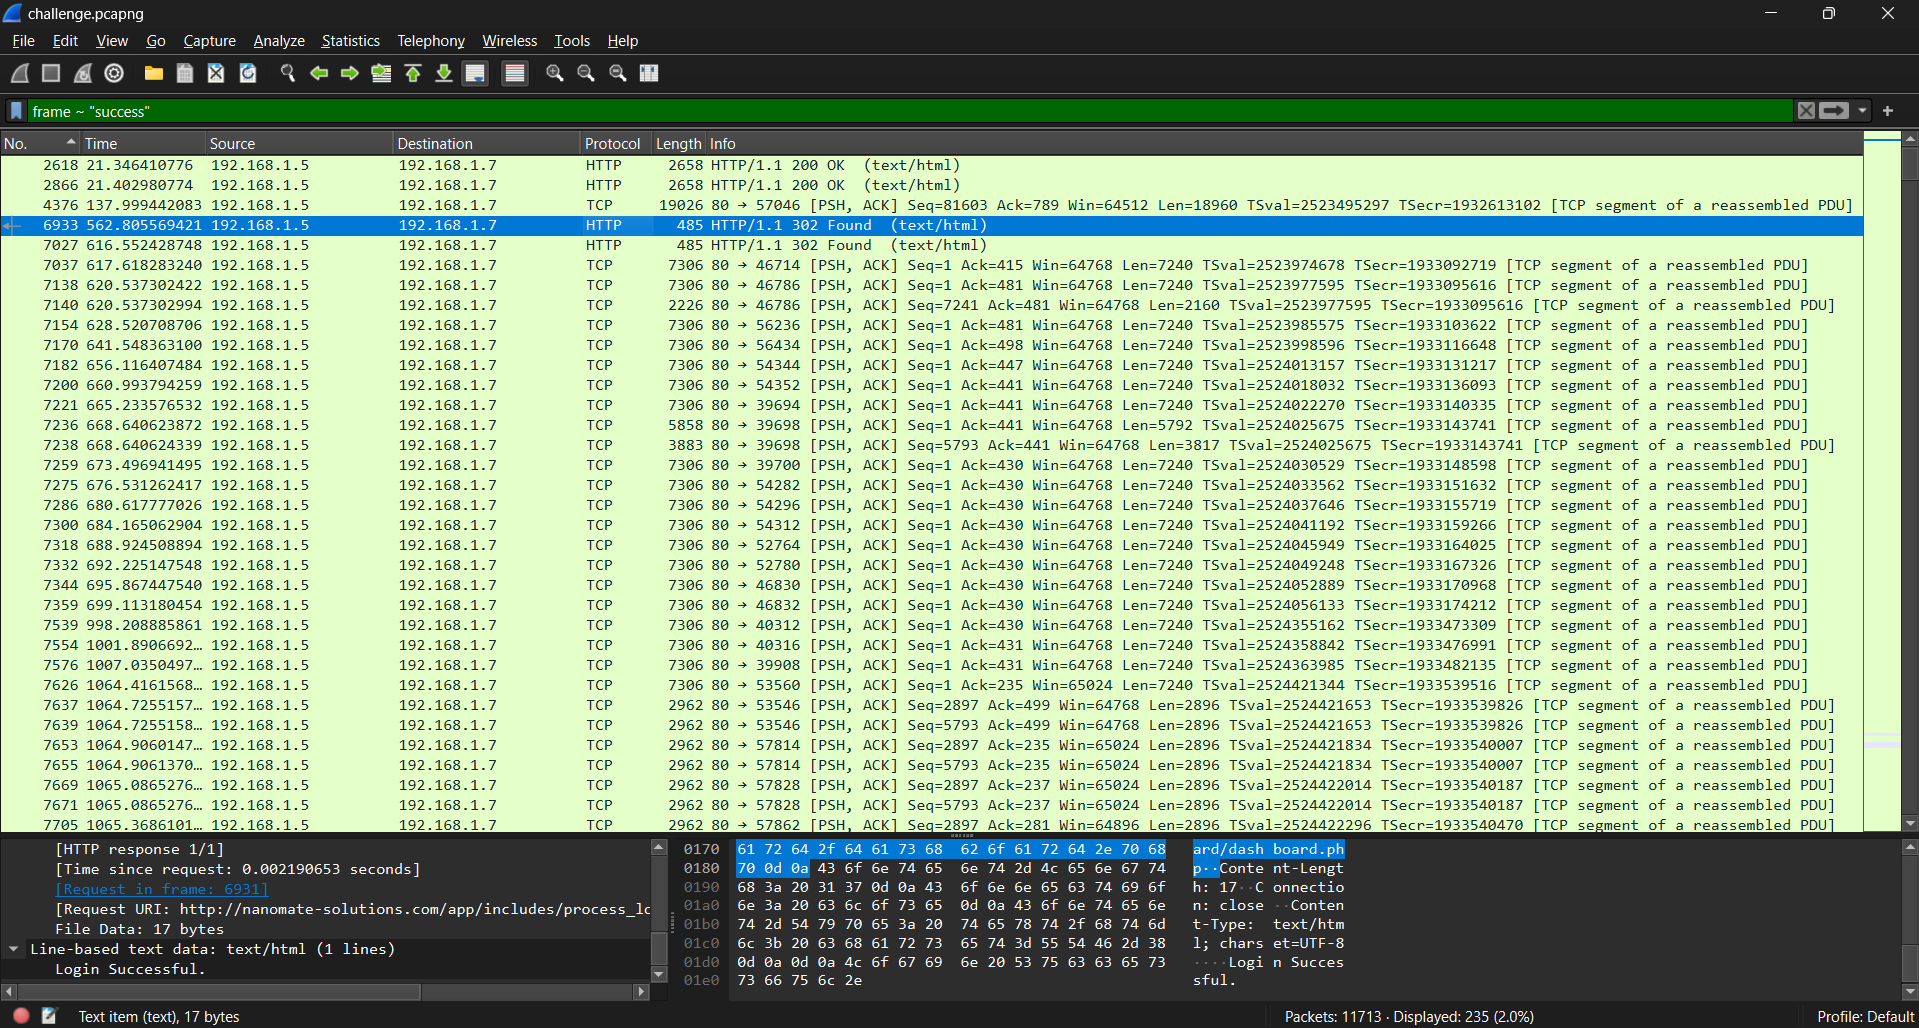 challenge.pcapng
File Edit View Go Capture Analyze Statistics Telephony Wireless Tools Help
frame ~ "success"
No. Time Source Destination Protocol Length Info
2618 21.346410776 192.168.1.5 192.168.1.7 HTTP 2658 HTTP/1.1 200 OK (text/html)
2866 21.402980774 192.168.1.5 192.168.1.7 HTTP 2658 HTTP/1.1 200 OK (text/html)
4376 137.999442083 192.168.1.5 192.168.1.7 TCP 19026 80 → 57046 [PSH, ACK] Seq=81603 Ack=789 Win=64512 Len=18960 TSval=2523495297 TSecr=1932613102 [TCP segment of a reassembled PDU]
6933 562.805569421 192.168.1.5 192.168.1.7 HTTP 485 HTTP/1.1 302 Found (text/html)
7027 616.552428748 192.168.1.5 192.168.1.7 HTTP 485 HTTP/1.1 302 Found (text/html)
7037 617.618283240 192.168.1.5 192.168.1.7 TCP 7306 80 → 46714 [PSH, ACK] Seq=1 Ack=415 Win=64768 Len=7240 TSval=2523974678 TSecr=1933092719 [TCP segment of a reassembled PDU]
7138 620.537302422 192.168.1.5 192.168.1.7 TCP 7306 80 → 46786 [PSH, ACK] Seq=1 Ack=481 Win=64768 Len=7240 TSval=2523977595 TSecr=1933095616 [TCP segment of a reassembled PDU]
7140 620.537302994 192.168.1.5 192.168.1.7 TCP 2226 80 → 46786 [PSH, ACK] Seq=7241 Ack=481 Win=64768 Len=2160 TSval=2523977595 TSecr=1933095616 [TCP segment of a reassembled PDU]
7154 628.520708706 192.168.1.5 192.168.1.7 TCP 7306 80 → 56236 [PSH, ACK] Seq=1 Ack=481 Win=64768 Len=7240 TSval=2523985575 TSecr=1933103622 [TCP segment of a reassembled PDU]
7170 641.548363100 192.168.1.5 192.168.1.7 TCP 7306 80 → 56434 [PSH, ACK] Seq=1 Ack=498 Win=64768 Len=7240 TSval=2523998596 TSecr=1933116648 [TCP segment of a reassembled PDU]
7182 656.116407484 192.168.1.5 192.168.1.7 TCP 7306 80 → 54344 [PSH, ACK] Seq=1 Ack=447 Win=64768 Len=7240 TSval=2524013157 TSecr=1933131217 [TCP segment of a reassembled PDU]
7200 660.993794259 192.168.1.5 192.168.1.7 TCP 7306 80 → 54352 [PSH, ACK] Seq=1 Ack=441 Win=64768 Len=7240 TSval=2524018032 TSecr=1933136093 [TCP segment of a reassembled PDU]
7221 665.233576532 192.168.1.5 192.168.1.7 TCP 7306 80 → 39694 [PSH, ACK] Seq=1 Ack=441 Win=64768 Len=7240 TSval=2524022270 TSecr=1933140335 [TCP segment of a reassembled PDU]
7236 668.640623872 192.168.1.5 192.168.1.7 TCP 5858 80 → 39698 [PSH, ACK] Seq=1 Ack=441 Win=64768 Len=5792 TSval=2524025675 TSecr=1933143741 [TCP segment of a reassembled PDU]
7238 668.640624339 192.168.1.5 192.168.1.7 TCP 3883 80 → 39698 [PSH, ACK] Seq=5793 Ack=441 Win=64768 Len=3817 TSval=2524025675 TSecr=1933143741 [TCP segment of a reassembled PDU]
7259 673.496941495 192.168.1.5 192.168.1.7 TCP 7306 80 → 39700 [PSH, ACK] Seq=1 Ack=430 Win=64768 Len=7240 TSval=2524030529 TSecr=1933148598 [TCP segment of a reassembled PDU]
7275 676.531262417 192.168.1.5 192.168.1.7 TCP 7306 80 → 54282 [PSH, ACK] Seq=1 Ack=430 Win=64768 Len=7240 TSval=2524033562 TSecr=1933151632 [TCP segment of a reassembled PDU]
7286 680.617777026 192.168.1.5 192.168.1.7 TCP 7306 80 → 54296 [PSH, ACK] Seq=1 Ack=430 Win=64768 Len=7240 TSval=2524037646 TSecr=1933155719 [TCP segment of a reassembled PDU]
7300 684.165062904 192.168.1.5 192.168.1.7 TCP 7306 80 → 54312 [PSH, ACK] Seq=1 Ack=430 Win=64768 Len=7240 TSval=2524041192 TSecr=1933159266 [TCP segment of a reassembled PDU]
7318 688.924508894 192.168.1.5 192.168.1.7 TCP 7306 80 → 52764 [PSH, ACK] Seq=1 Ack=430 Win=64768 Len=7240 TSval=2524045949 TSecr=1933164025 [TCP segment of a reassembled PDU]
7332 692.225147548 192.168.1.5 192.168.1.7 TCP 7306 80 → 52780 [PSH, ACK] Seq=1 Ack=430 Win=64768 Len=7240 TSval=2524049248 TSecr=1933167326 [TCP segment of a reassembled PDU]
7344 695.867447540 192.168.1.5 192.168.1.7 TCP 7306 80 → 46830 [PSH, ACK] Seq=1 Ack=430 Win=64768 Len=7240 TSval=2524052889 TSecr=1933170968 [TCP segment of a reassembled PDU]
7359 699.113180454 192.168.1.5 192.168.1.7 TCP 7306 80 → 46832 [PSH, ACK] Seq=1 Ack=430 Win=64768 Len=7240 TSval=2524056133 TSecr=1933174212 [TCP segment of a reassembled PDU]
7539 998.208885861 192.168.1.5 192.168.1.7 TCP 7306 80 → 40312 [PSH, ACK] Seq=1 Ack=430 Win=64768 Len=7240 TSval=2524355162 TSecr=1933473309 [TCP segment of a reassembled PDU]
7554 1001.8906692… 192.168.1.5 192.168.1.7 TCP 7306 80 → 40316 [PSH, ACK] Seq=1 Ack=431 Win=64768 Len=7240 TSval=2524358842 TSecr=1933476991 [TCP segment of a reassembled PDU]
7576 1007.0350497… 192.168.1.5 192.168.1.7 TCP 7306 80 → 39908 [PSH, ACK] Seq=1 Ack=431 Win=64768 Len=7240 TSval=2524363985 TSecr=1933482135 [TCP segment of a reassembled PDU]
7626 1064.4161568… 192.168.1.5 192.168.1.7 TCP 7306 80 → 53560 [PSH, ACK] Seq=1 Ack=235 Win=65024 Len=7240 TSval=2524421344 TSecr=1933539516 [TCP segment of a reassembled PDU]
7637 1064.7255157… 192.168.1.5 192.168.1.7 TCP 2962 80 → 53546 [PSH, ACK] Seq=2897 Ack=499 Win=64768 Len=2896 TSval=2524421653 TSecr=1933539826 [TCP segment of a reassembled PDU]
7639 1064.7255158… 192.168.1.5 192.168.1.7 TCP 2962 80 → 53546 [PSH, ACK] Seq=5793 Ack=499 Win=64768 Len=2896 TSval=2524421653 TSecr=1933539826 [TCP segment of a reassembled PDU]
7653 1064.9060147… 192.168.1.5 192.168.1.7 TCP 2962 80 → 57814 [PSH, ACK] Seq=2897 Ack=235 Win=65024 Len=2896 TSval=2524421834 TSecr=1933540007 [TCP segment of a reassembled PDU]
7655 1064.9061370… 192.168.1.5 192.168.1.7 TCP 2962 80 → 57814 [PSH, ACK] Seq=5793 Ack=235 Win=65024 Len=2896 TSval=2524421834 TSecr=1933540007 [TCP segment of a reassembled PDU]
7669 1065.0865276… 192.168.1.5 192.168.1.7 TCP 2962 80 → 57828 [PSH, ACK] Seq=2897 Ack=237 Win=65024 Len=2896 TSval=2524422014 TSecr=1933540187 [TCP segment of a reassembled PDU]
7671 1065.0865276… 192.168.1.5 192.168.1.7 TCP 2962 80 → 57828 [PSH, ACK] Seq=5793 Ack=237 Win=65024 Len=2896 TSval=2524422014 TSecr=1933540187 [TCP segment of a reassembled PDU]
7705 1065.3686101… 192.168.1.5 192.168.1.7 TCP 2962 80 → 57862 [PSH, ACK] Seq=2897 Ack=281 Win=64896 Len=2896 TSval=2524422296 TSecr=1933540470 [TCP segment of a reassembled PDU]
[HTTP response 1/1]
[Time since request: 0.002190653 seconds]
[Request in frame: 6931]
[Request URI: http://nanomate-solutions.com/app/includes/process_lo
File Data: 17 bytes
Line-based text data: text/html (1 lines)
Login Successful.
0170 61 72 64 2f 64 61 73 68 62 6f 61 72 64 2e 70 68 ard/dash board.ph
0180 70 0d 0a 43 6f 6e 74 65 6e 74 2d 4c 65 6e 67 74 p··Conte nt-Lengt
0190 68 3a 20 31 37 0d 0a 43 6f 6e 6e 65 63 74 69 6f h: 17··C onnectio
01a0 6e 3a 20 63 6c 6f 73 65 0d 0a 43 6f 6e 74 65 6e n: close ··Conten
01b0 74 2d 54 79 70 65 3a 20 74 65 78 74 2f 68 74 6d t-Type: text/htm
01c0 6c 3b 20 63 68 61 72 73 65 74 3d 55 54 46 2d 38 l; chars et=UTF-8
01d0 0d 0a 0d 0a 4c 6f 67 69 6e 20 53 75 63 63 65 73 ····Logi n Succes
01e0 73 66 75 6c 2e sful.
Text item (text), 17 bytes
Packets: 11713 · Displayed: 235 (2.0%)
Profile: Default